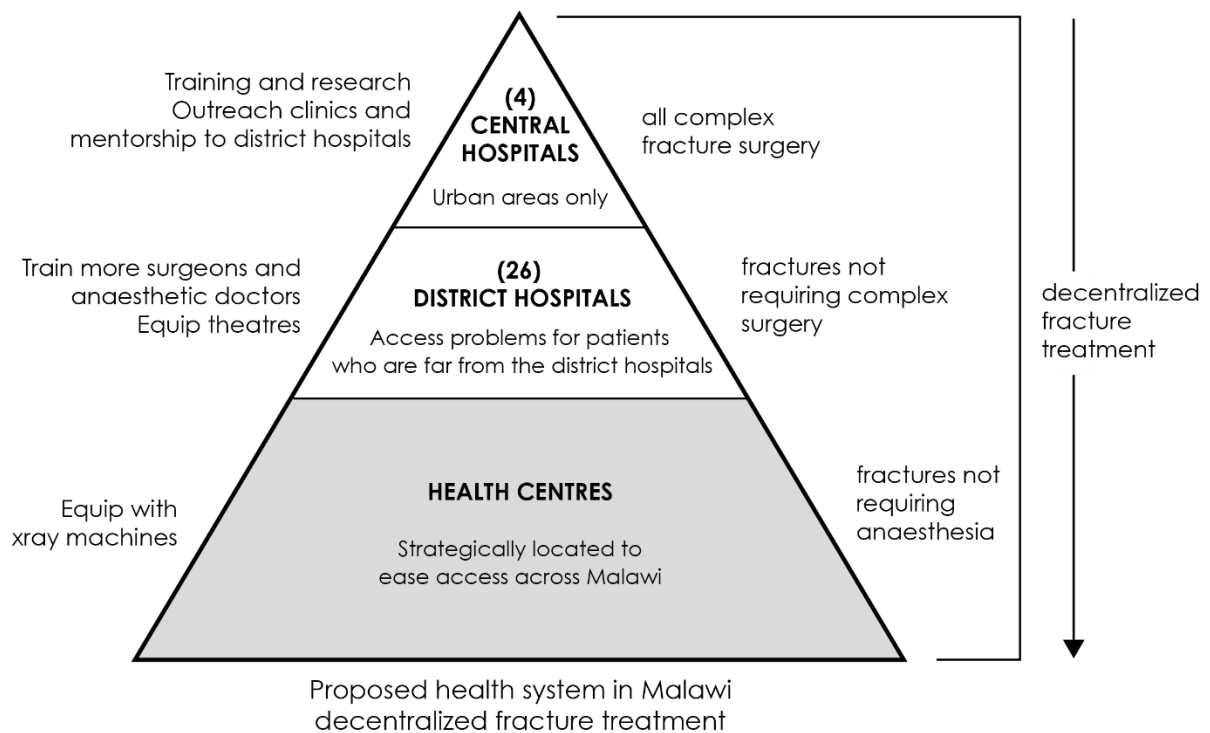 Training and research
Outreach clinics and
mentorship to district hospitals
(4)
CENTRAL
HOSPITALS
Urban areas only
all complex
fracture surgery
Train more surgeons and
anaesthetic doctors
Equip theatres
(26)
DISTRICT HOSPITALS
Access problems for patients
who are far from the district hospitals
fractures not
requiring complex
surgery
decentralized
fracture
treatment
Equip with
xray machines
HEALTH CENTRES
Strategically located to
ease access across Malawi
fractures not
requiring
anaesthesia
Proposed health system in Malawi
decentralized fracture treatment